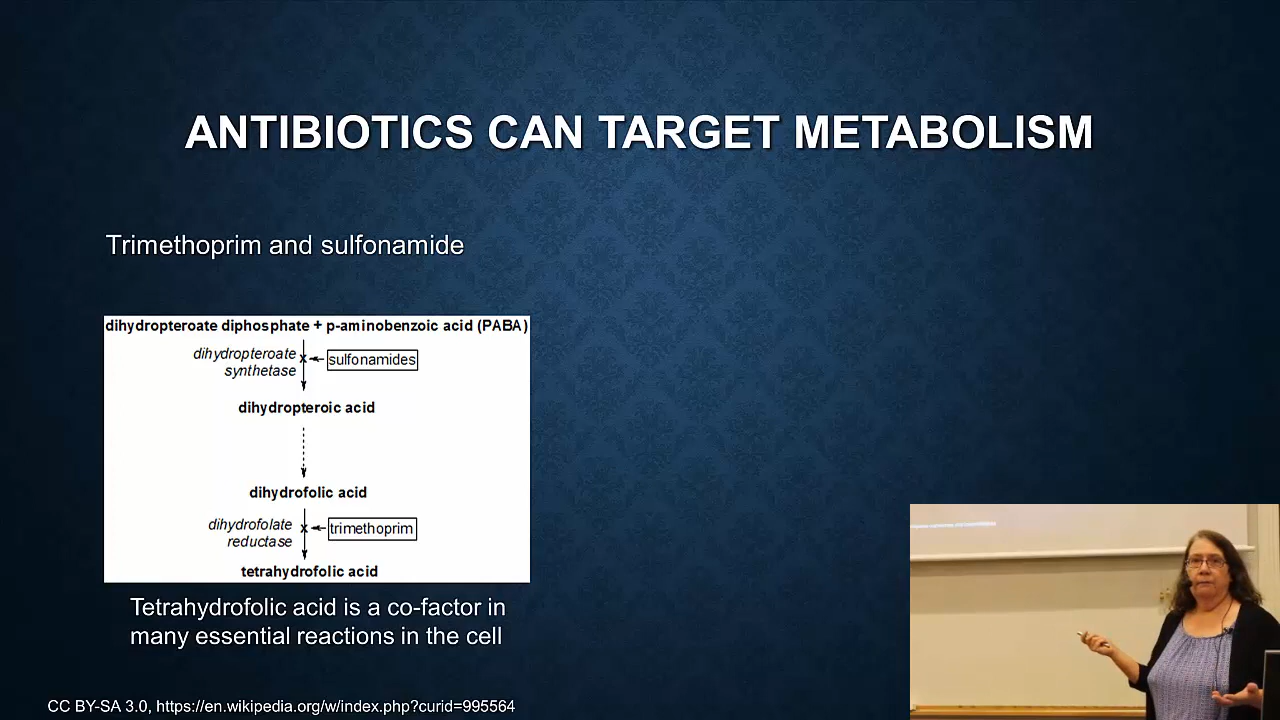 ANTIBIOTICS CAN TARGET METABOLISM
Trimethoprim and sulfonamide
dihydropteroate diphosphate + p-aminobenzoic acid (PABA)
dihydropteroate
synthetase
sulfonamides
dihydropteroic acid
dihydrofolic acid
dihydrofolate
reductase
trimethoprim
tetrahydrofolic acid
Tetrahydrofolic acid is a co-factor in
many essential reactions in the cell
CC BY-SA 3.0, https://en.wikipedia.org/w/index.php?curid=995564